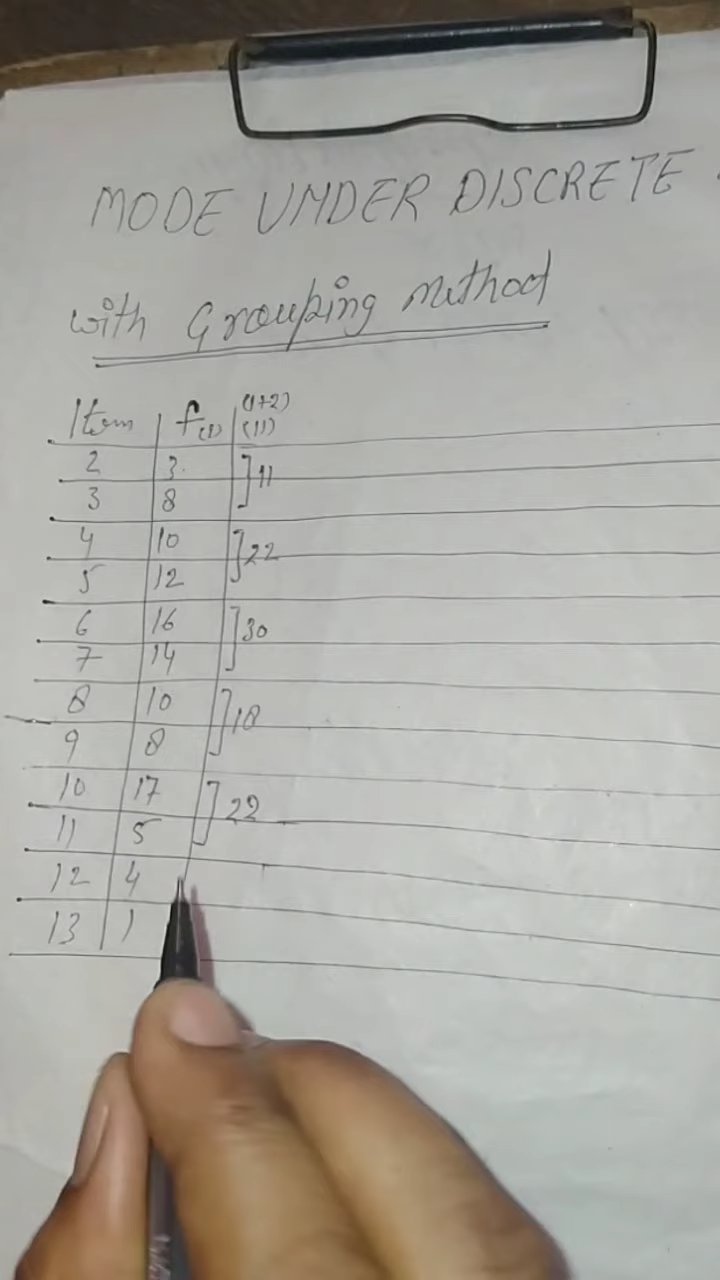 MODE UNDER DISCRETE
with Grouping Method
(1+2)
Item f(1) (11)
2 3 11
3 8
4 10 22
5 12
6 16 30
7 14
8 10 18
9 8
10 17 22
11 5
12 4
13 1